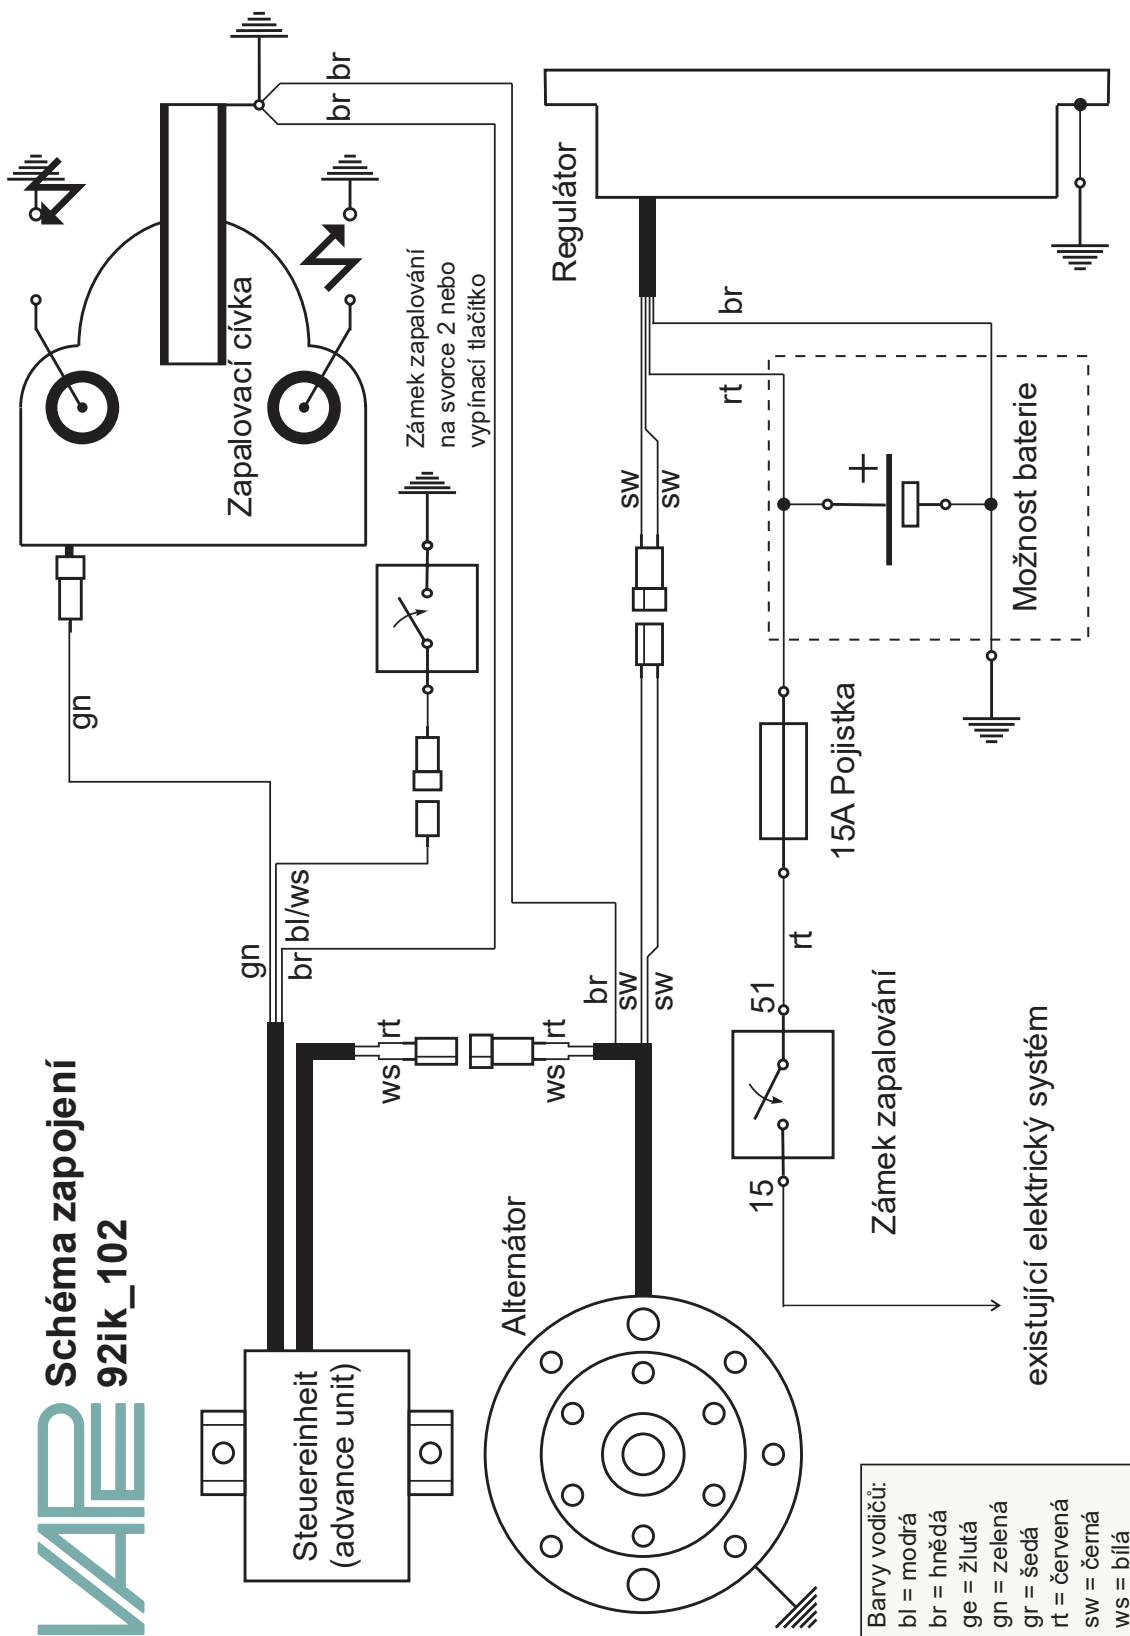 VAPE
Schéma zapojení
92ik_102
Steuereinheit
(advance unit)
gn
bl/ws
br
gn
Zapalovací cívka
br
br
br
Zámek zapalování
na svorce 2 nebo
vypínací tlačítko
ws
rt
ws
rt
Alternátor
br
sw
sw
sw
sw
Regulátor
br
rt
Možnost baterie
+
15A Pojistka
rt
51
15
Zámek zapalování
existující elektrický systém
Barvy vodičů:
bl = modrá
br = hnědá
ge = žlutá
gn = zelená
gr = šedá
rt = červená
sw = černá
ws = bílá